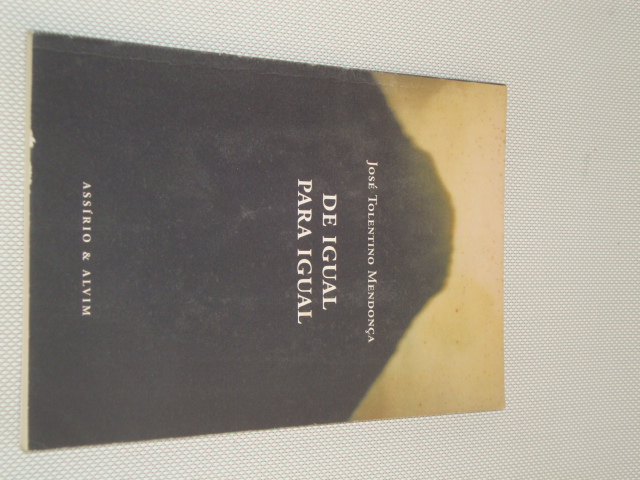 JOSÉ TOLENTINO MENDONÇA
DE IGUAL
PARA IGUAL
ASSÍRIO & ALVIM